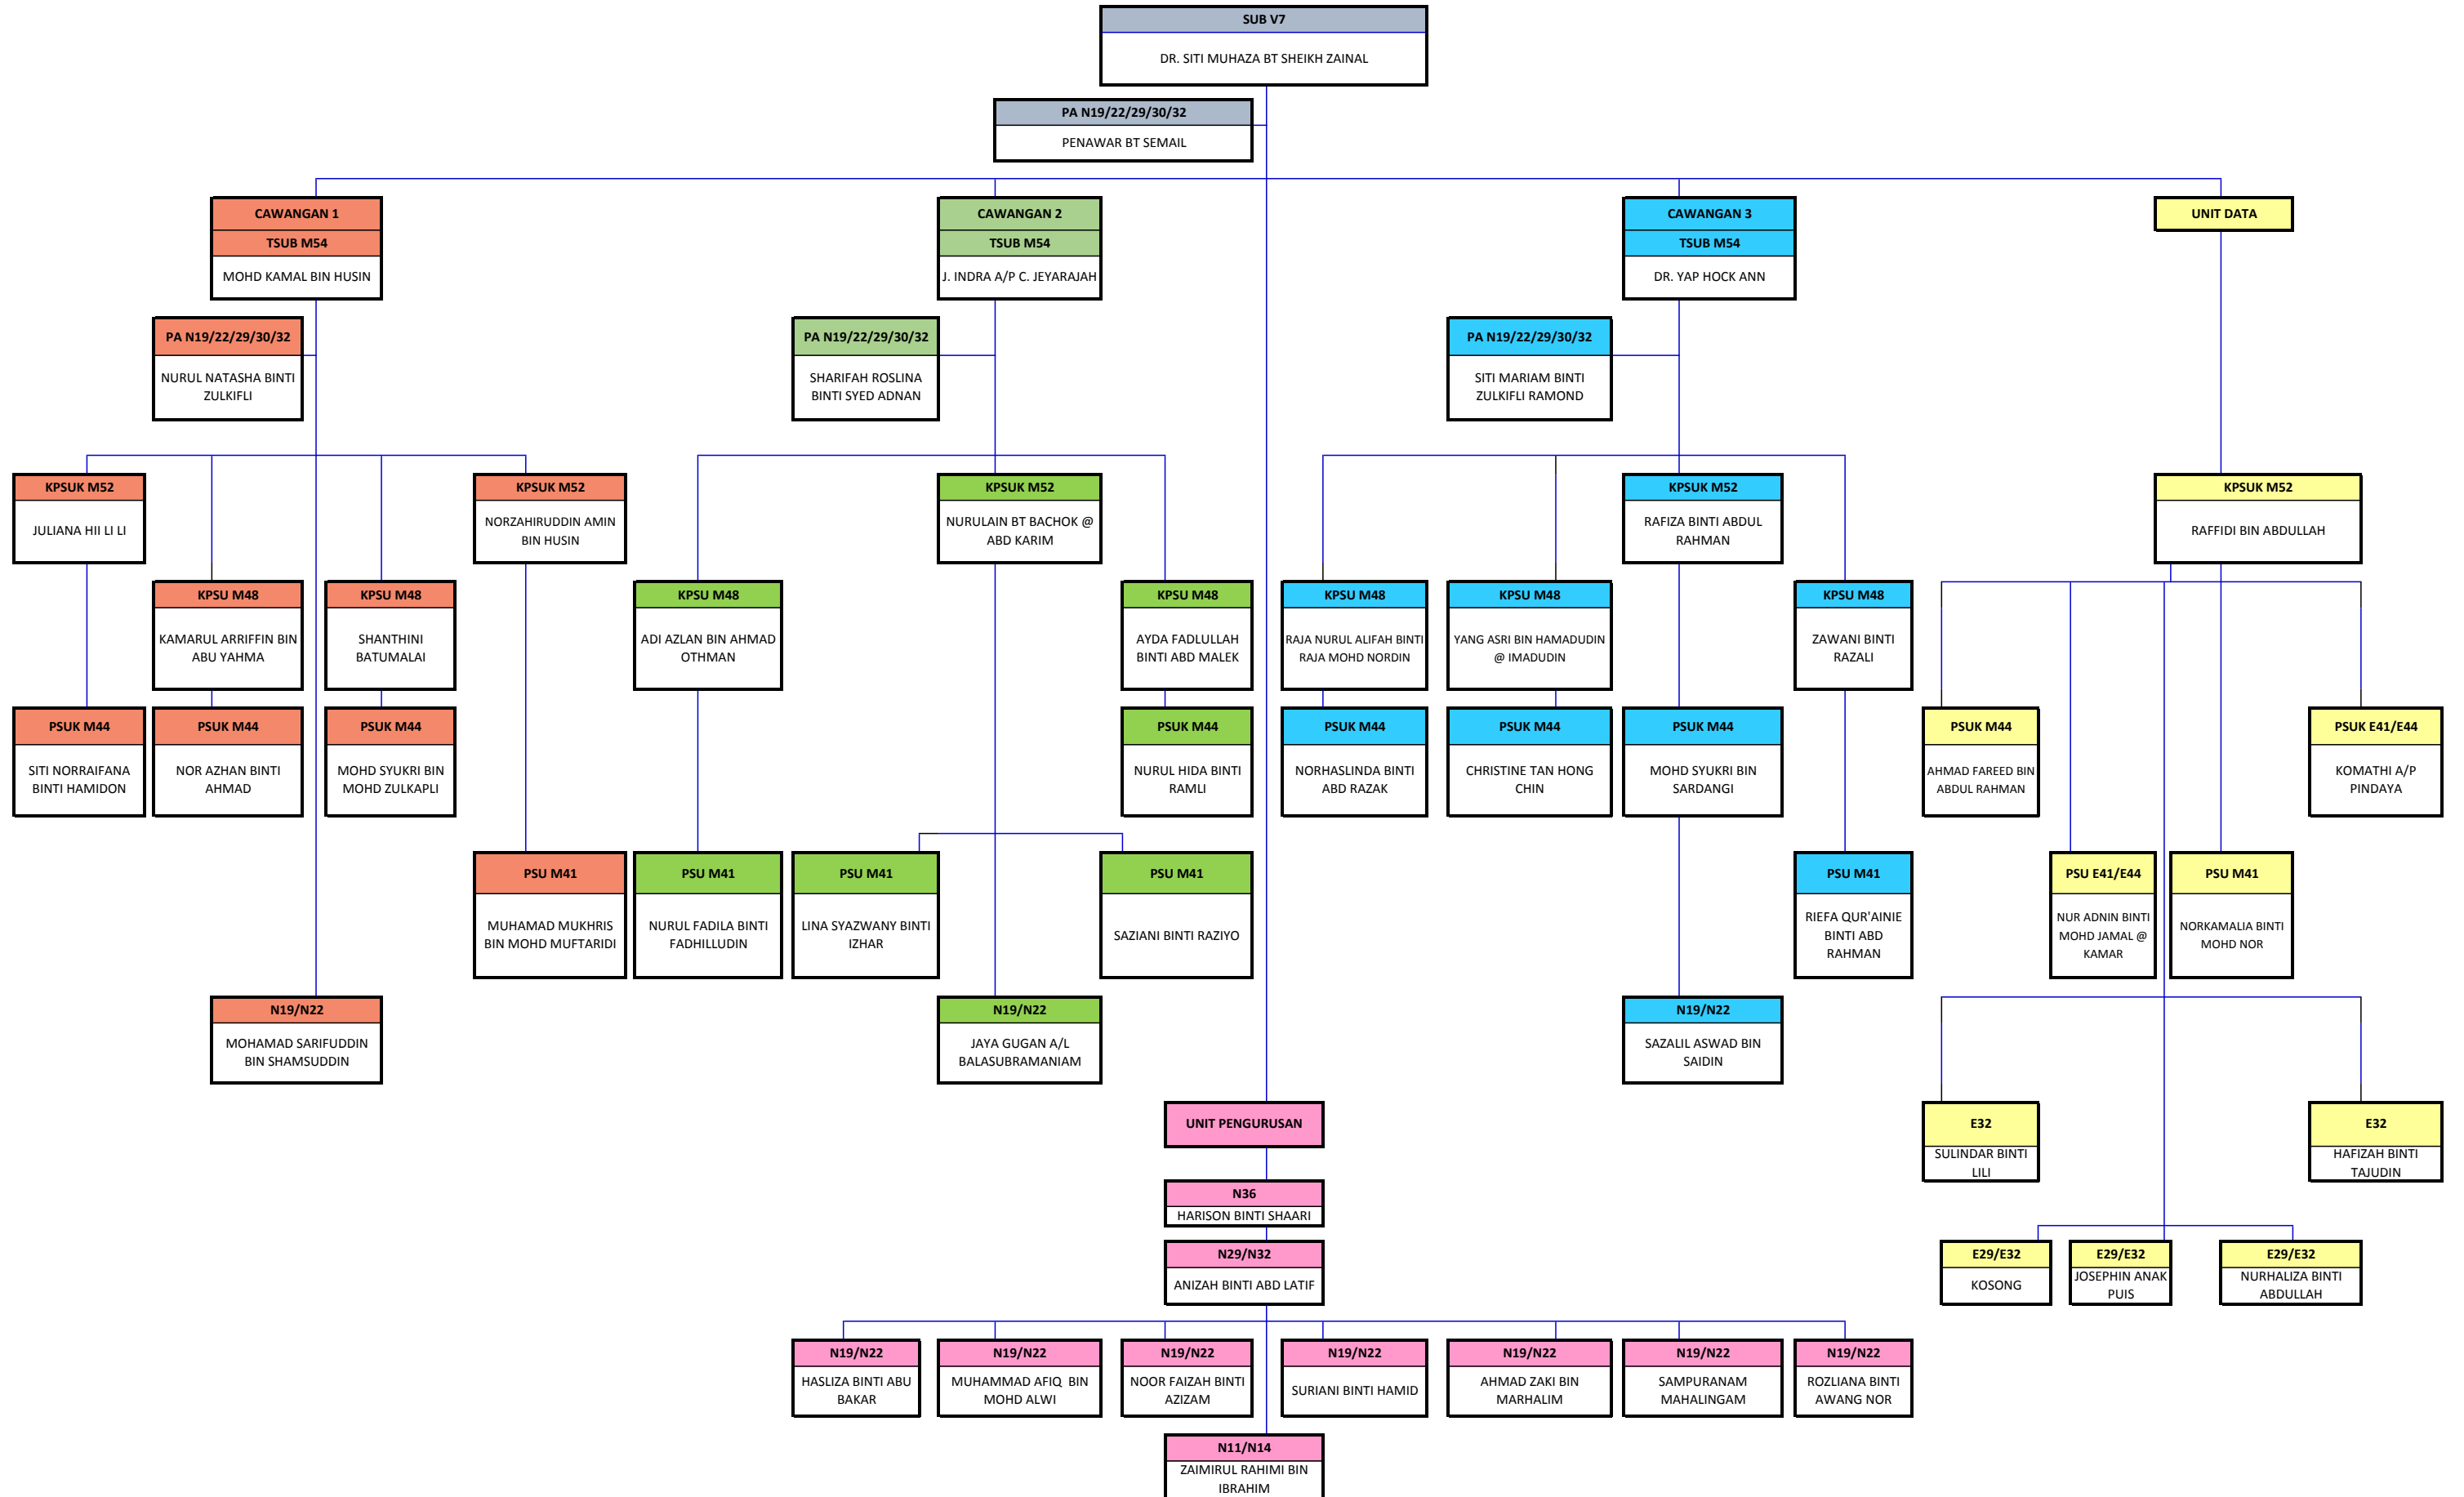 SUB V7
DR. SITI MUHAZA BT SHEIKH ZAINAL
PA N19/22/29/30/32
PENAWAR BT SEMAIL
CAWANGAN 1
TSUB M54
MOHD KAMAL BIN HUSIN
CAWANGAN 2
TSUB M54
J. INDRA A/P C. JEYARAJAH
CAWANGAN 3
TSUB M54
DR. YAP HOCK ANN
UNIT DATA
PA N19/22/29/30/32
NURUL NATASHA BINTI
ZULKIFLI
PA N19/22/29/30/32
SHARIFAH ROSLINA
BINTI SYED ADNAN
PA N19/22/29/30/32
SITI MARIAM BINTI
ZULKIFLI RAMOND
KPSUK M52
JULIANA HII LI LI
KPSUK M52
NORZAHIRUDDIN AMIN
BIN HUSIN
KPSUK M52
NURULAIN BT BACHOK @
ABD KARIM
KPSUK M52
RAFIZA BINTI ABDUL
RAHMAN
KPSUK M52
RAFFIDI BIN ABDULLAH
KPSU M48
KAMARUL ARRIFFIN BIN
ABU YAHMA
KPSU M48
SHANTHINI
BATUMALAI
KPSU M48
ADI AZLAN BIN AHMAD
OTHMAN
KPSU M48
AYDA FADLULLAH
BINTI ABD MALEK
KPSU M48
RAJA NURUL ALIFAH BINTI
RAJA MOHD NORDIN
KPSU M48
YANG ASRI BIN HAMADUDIN
@ IMADUDIN
KPSU M48
ZAWANI BINTI
RAZALI
PSUK M44
SITI NORRAIFANA
BINTI HAMIDON
PSUK M44
NOR AZHAN BINTI
AHMAD
PSUK M44
MOHD SYUKRI BIN
MOHD ZULKAPLI
PSUK M44
NURUL HIDA BINTI
RAMLI
PSUK M44
NORHASLINDA BINTI
ABD RAZAK
PSUK M44
CHRISTINE TAN HONG
CHIN
PSUK M44
MOHD SYUKRI BIN
SARDANGI
PSUK M44
AHMAD FAREED BIN
ABDUL RAHMAN
PSUK E41/E44
KOMATHI A/P
PINDAYA
PSU M41
MUHAMAD MUKHRIS
BIN MOHD MUFTARIDI
PSU M41
NURUL FADILA BINTI
FADHILLUDIN
PSU M41
LINA SYAZWANY BINTI
IZHAR
PSU M41
SAZIANI BINTI RAZIYO
PSU M41
RIEFA QUR'AINIE
BINTI ABD
RAHMAN
PSU E41/E44
NUR ADNIN BINTI
MOHD JAMAL @
KAMAR
PSU M41
NORKAMALIA BINTI
MOHD NOR
N19/N22
MOHAMAD SARIFUDDIN
BIN SHAMSUDDIN
N19/N22
JAYA GUGAN A/L
BALASUBRAMANIAM
N19/N22
SAZALIL ASWAD BIN
SAIDIN
UNIT PENGURUSAN
E32
SULINDAR BINTI
LILI
E32
HAFIZAH BINTI
TAJUDIN
N36
HARISON BINTI SHAARI
N29/N32
ANIZAH BINTI ABD LATIF
E29/E32
KOSONG
E29/E32
JOSEPHIN ANAK
PUIS
E29/E32
NURHALIZA BINTI
ABDULLAH
N19/N22
HASLIZA BINTI ABU
BAKAR
N19/N22
MUHAMMAD AFIQ  BIN
MOHD ALWI
N19/N22
NOOR FAIZAH BINTI
AZIZAM
N19/N22
SURIANI BINTI HAMID
N19/N22
AHMAD ZAKI BIN
MARHALIM
N19/N22
SAMPURANAM
MAHALINGAM
N19/N22
ROZLIANA BINTI
AWANG NOR
N11/N14
ZAIMIRUL RAHIMI BIN
IBRAHIM